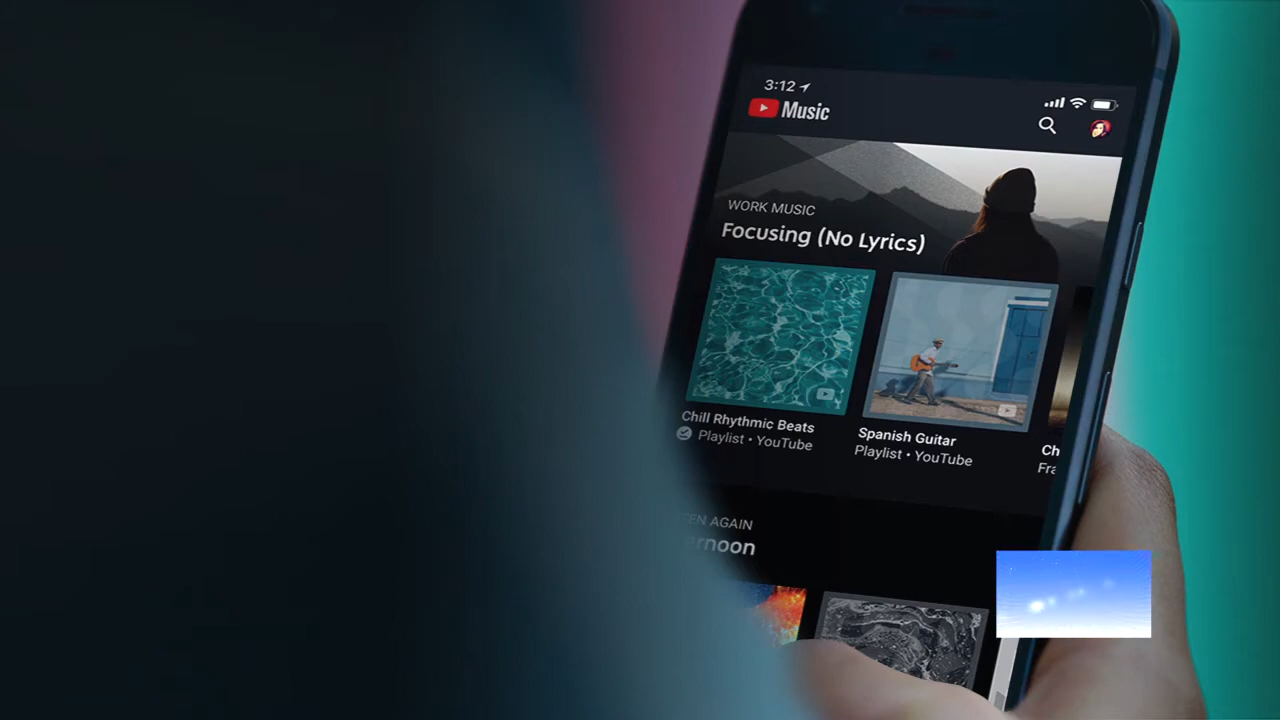 3:12
Music
WORK MUSIC
Focusing (No Lyrics)
Chill Rhythmic Beats
Playlist • YouTube
Spanish Guitar
Playlist • YouTube
Ch
Fra
TEN AGAIN
ernoon